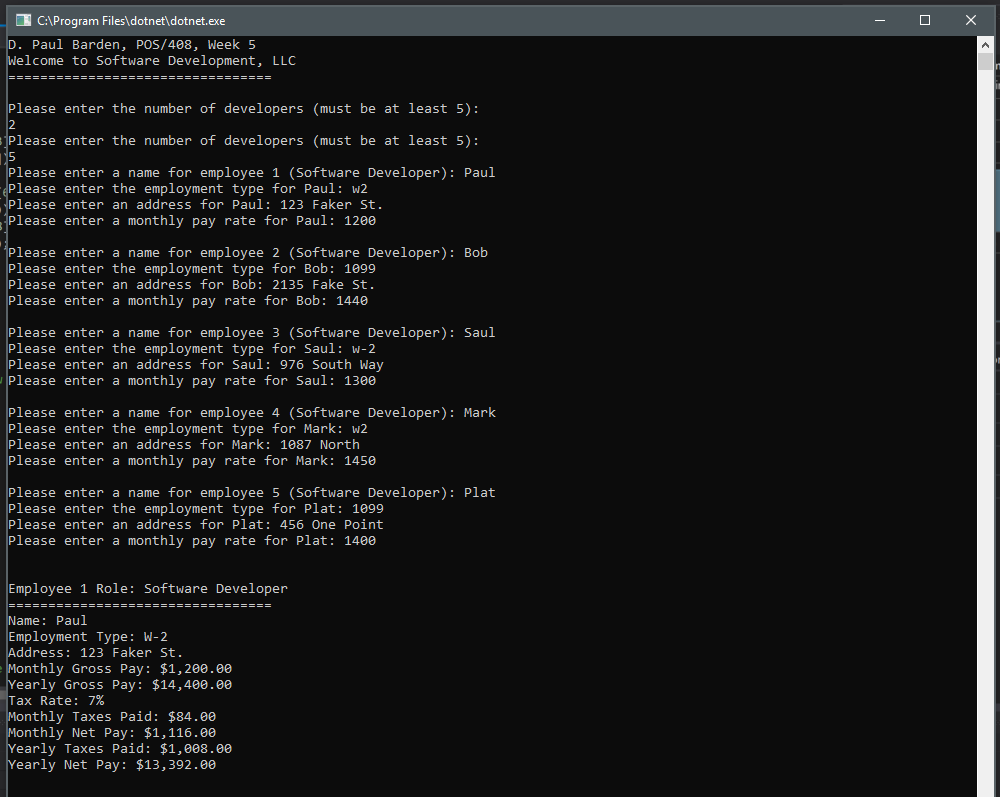 C:\Program Files\dotnet\dotnet.exe
D. Paul Barden, POS/408, Week 5
Welcome to Software Development, LLC
=================================
Please enter the number of developers (must be at least 5):
2
Please enter the number of developers (must be at least 5):
5
Please enter a name for employee 1 (Software Developer): Paul
Please enter the employment type for Paul: w2
Please enter an address for Paul: 123 Faker St.
Please enter a monthly pay rate for Paul: 1200
Please enter a name for employee 2 (Software Developer): Bob
Please enter the employment type for Bob: 1099
Please enter an address for Bob: 2135 Fake St.
Please enter a monthly pay rate for Bob: 1440
Please enter a name for employee 3 (Software Developer): Saul
Please enter the employment type for Saul: w-2
Please enter an address for Saul: 976 South Way
Please enter a monthly pay rate for Saul: 1300
Please enter a name for employee 4 (Software Developer): Mark
Please enter the employment type for Mark: w2
Please enter an address for Mark: 1087 North
Please enter a monthly pay rate for Mark: 1450
Please enter a name for employee 5 (Software Developer): Plat
Please enter the employment type for Plat: 1099
Please enter an address for Plat: 456 One Point
Please enter a monthly pay rate for Plat: 1400
Employee 1 Role: Software Developer
=================================
Name: Paul
Employment Type: W-2
Address: 123 Faker St.
Monthly Gross Pay: $1,200.00
Yearly Gross Pay: $14,400.00
Tax Rate: 7%
Monthly Taxes Paid: $84.00
Monthly Net Pay: $1,116.00
Yearly Taxes Paid: $1,008.00
Yearly Net Pay: $13,392.00